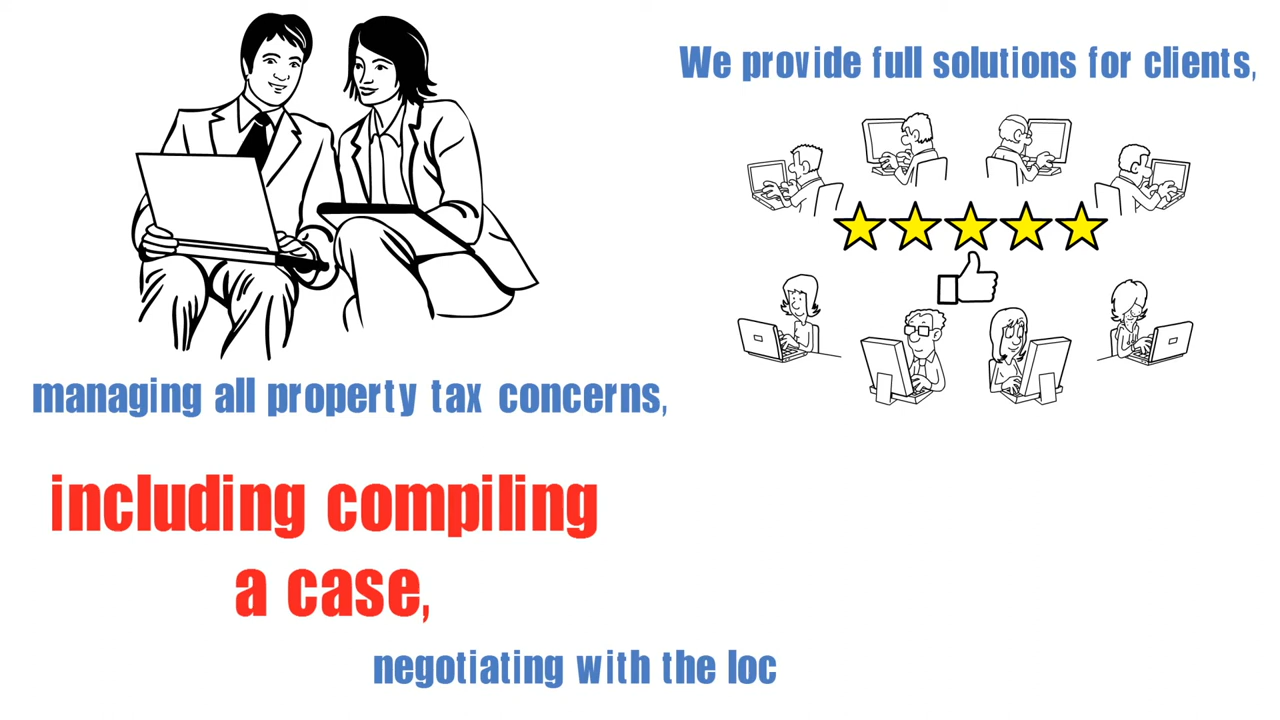 We provide full solutions for clients,
managing all property tax concerns,
including compiling
a case,
negotiating with the loc